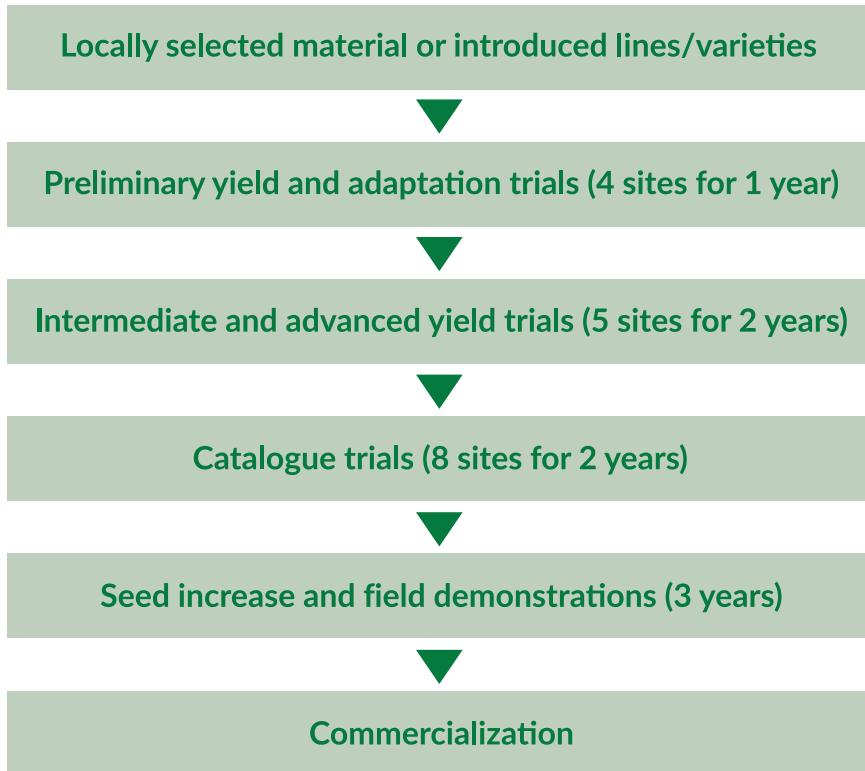 Locally selected material or introduced lines/varieties
Preliminary yield and adaptation trials (4 sites for 1 year)
Intermediate and advanced yield trials (5 sites for 2 years)
Catalogue trials (8 sites for 2 years)
Seed increase and field demonstrations (3 years)
Commercialization